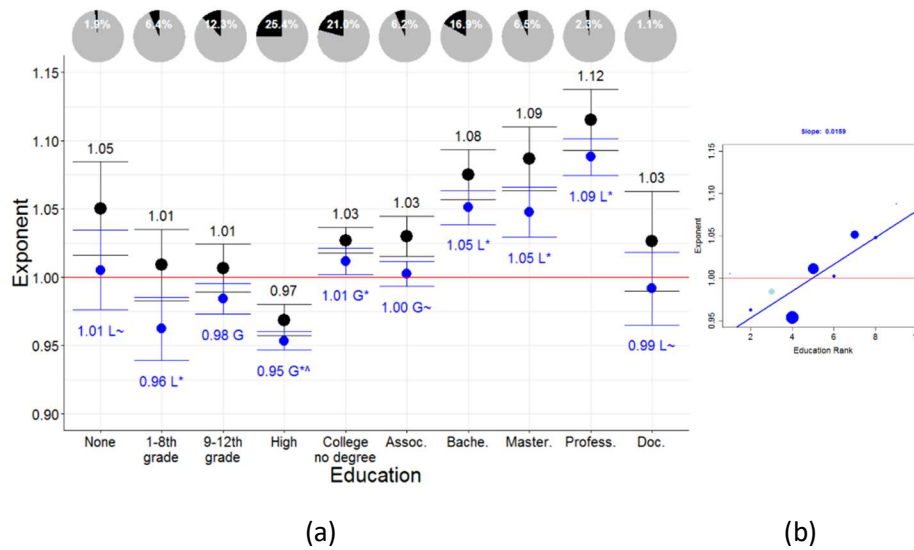 1.9% 6.4% 12.3% 25.4% 21.0% 6.2% 16.9% 6.5% 2.3% 1.1%
1.15
1.10
1.05
1.00
0.95
0.90
Exponent
1.05 1.01 1.01 0.97 1.03 1.03 1.08 1.09 1.12 1.03
1.01 L~ 0.96 L* 0.98 G 0.95 G*^ 1.01 G* 1.00 G~ 1.05 L* 1.05 L* 1.09 L* 0.99 L~
None 1-8th 9-12th High College Assoc. Bache. Master. Profess. Doc.
grade grade no degree
Education
(a)
Slope: 0.0159
1.15
1.10
1.05
1.00
0.95
Exponent
2 4 6 8
Education Rank
(b)